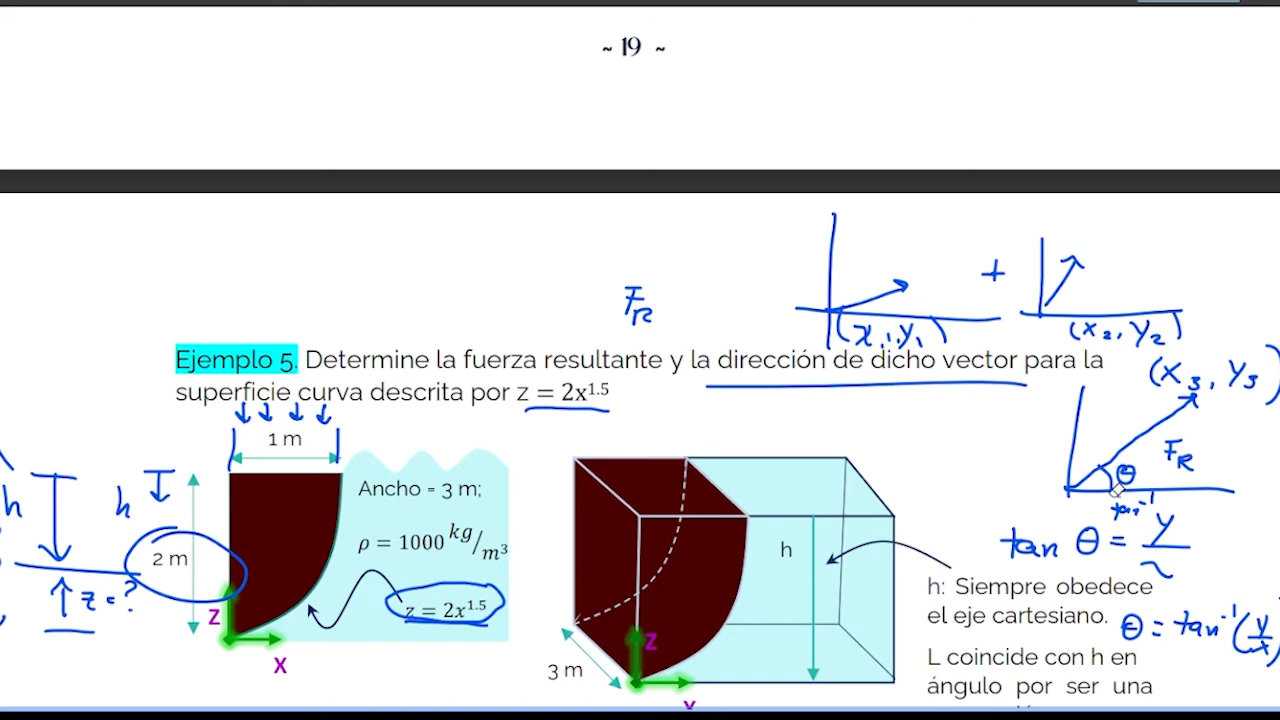 ~ 19 ~
F_R
+
(x₁, y₁)
(x₂, y₂)
Ejemplo 5. Determine la fuerza resultante y la dirección de dicho vector para la
superficie curva descrita por z = 2x^1.5
(x₃, y₃)
F_R
θ
tan⁻¹
tan θ = y
θ = tan⁻¹(y/x)
1 m
h
h
2 m
z = ?
Z
X
Ancho = 3 m;
ρ = 1000 kg/m³
z = 2x^1.5
h
Z
3 m
h: Siempre obedece
el eje cartesiano.
L coincide con h en
ángulo por ser una